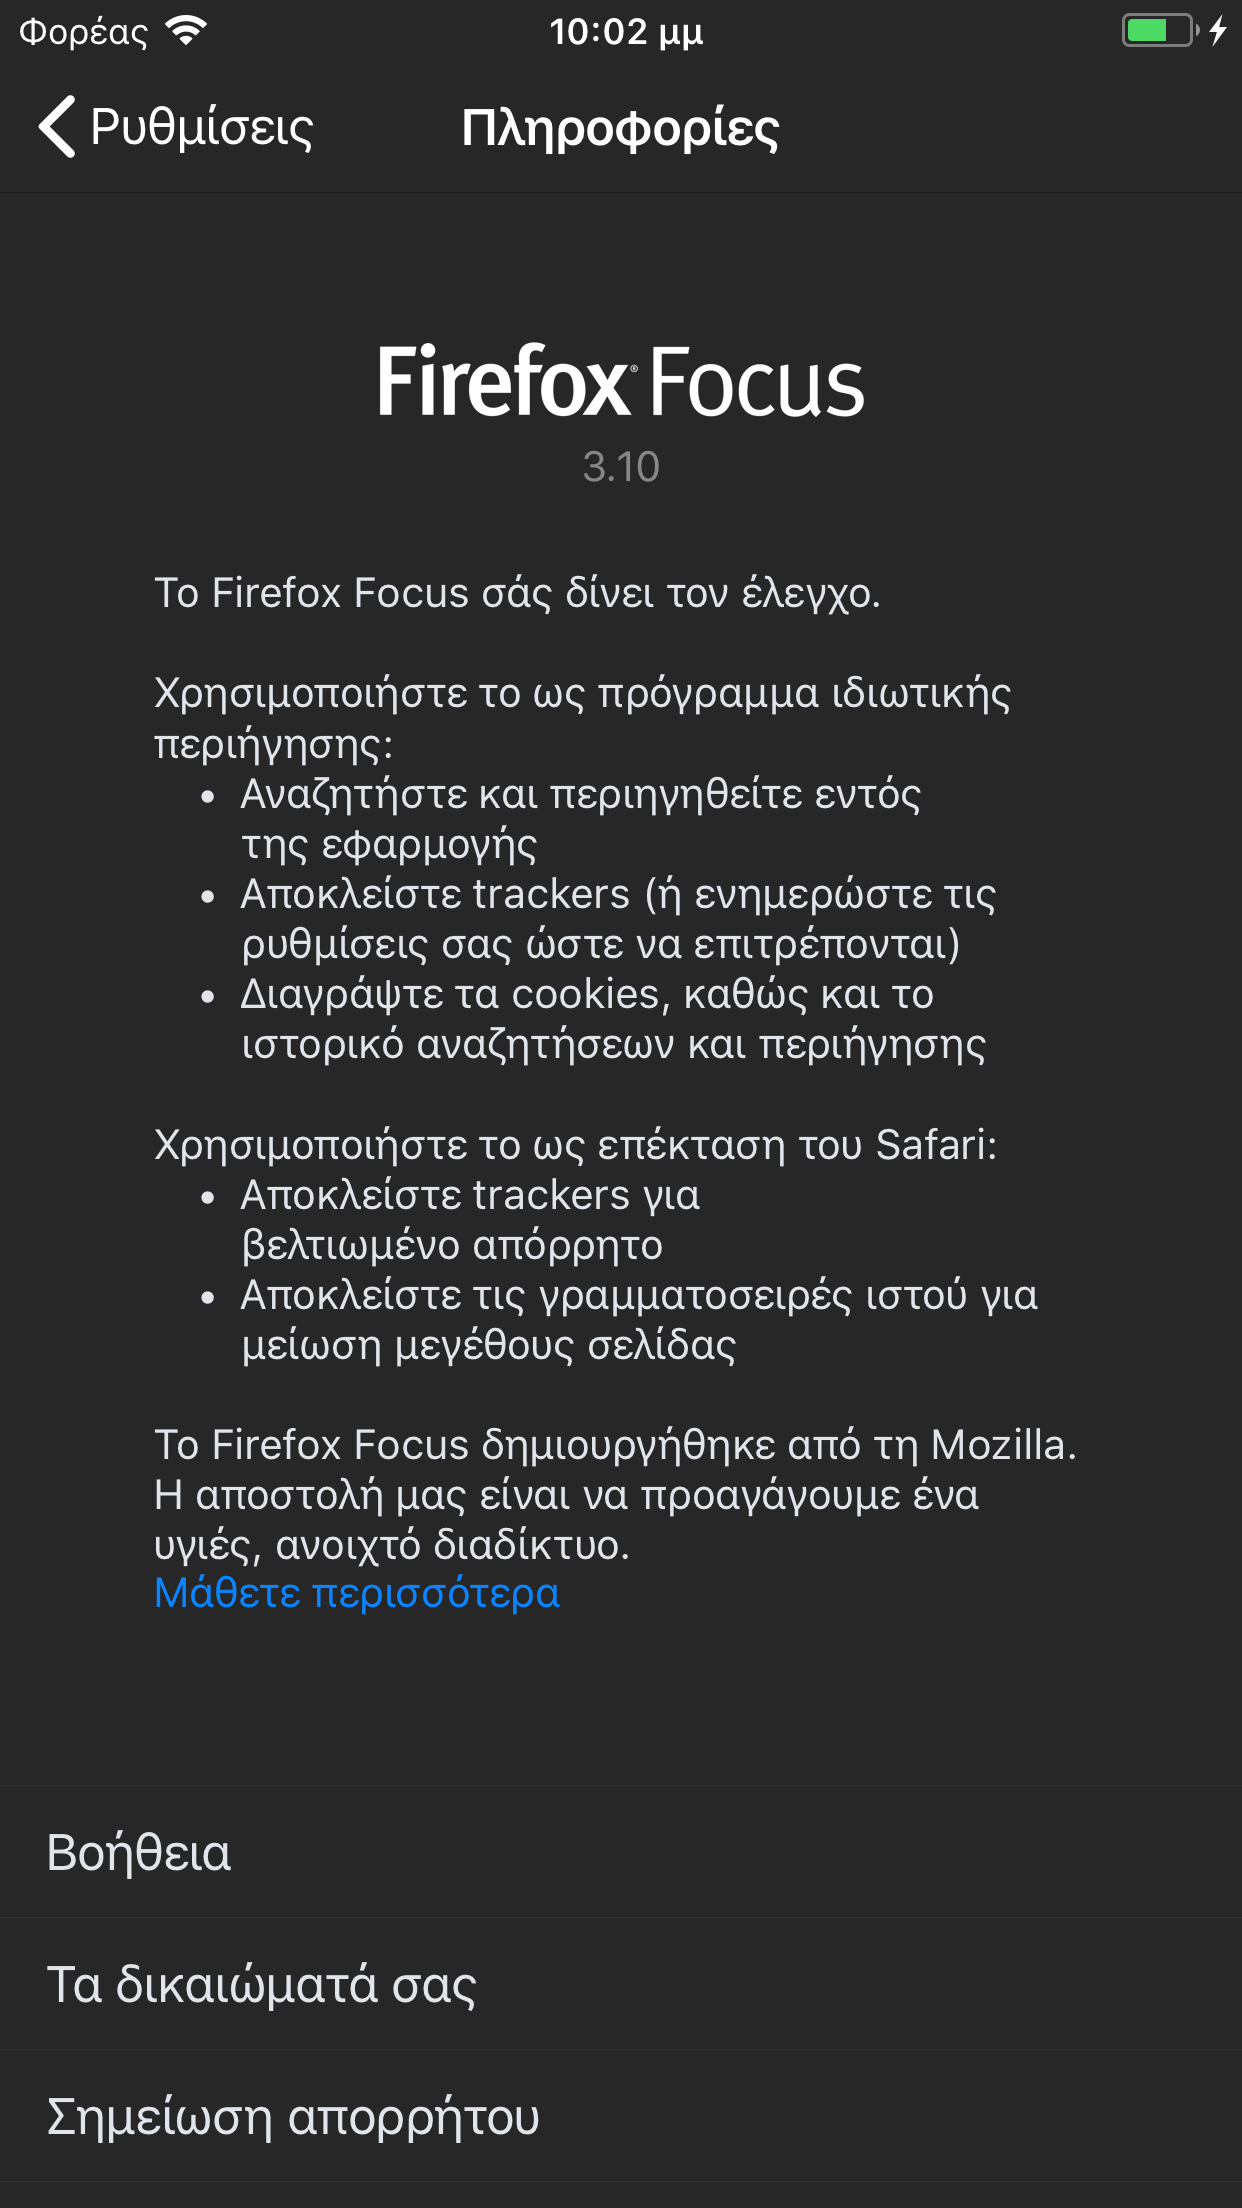 Φορέας
10:02 μμ
Ρυθμίσεις
Πληροφορίες
Firefox® Focus
3.10
Το Firefox Focus σάς δίνει τον έλεγχο.
Χρησιμοποιήστε το ως πρόγραμμα ιδιωτικής
περιήγησης:
• Αναζητήστε και περιηγηθείτε εντός
της εφαρμογής
• Αποκλείστε trackers (ή ενημερώστε τις
ρυθμίσεις σας ώστε να επιτρέπονται)
• Διαγράψτε τα cookies, καθώς και το
ιστορικό αναζητήσεων και περιήγησης
Χρησιμοποιήστε το ως επέκταση του Safari:
• Αποκλείστε trackers για
βελτιωμένο απόρρητο
• Αποκλείστε τις γραμματοσειρές ιστού για
μείωση μεγέθους σελίδας
Το Firefox Focus δημιουργήθηκε από τη Mozilla.
Η αποστολή μας είναι να προαγάγουμε ένα
υγιές, ανοιχτό διαδίκτυο.
Μάθετε περισσότερα
Βοήθεια
Τα δικαιώματά σας
Σημείωση απορρήτου